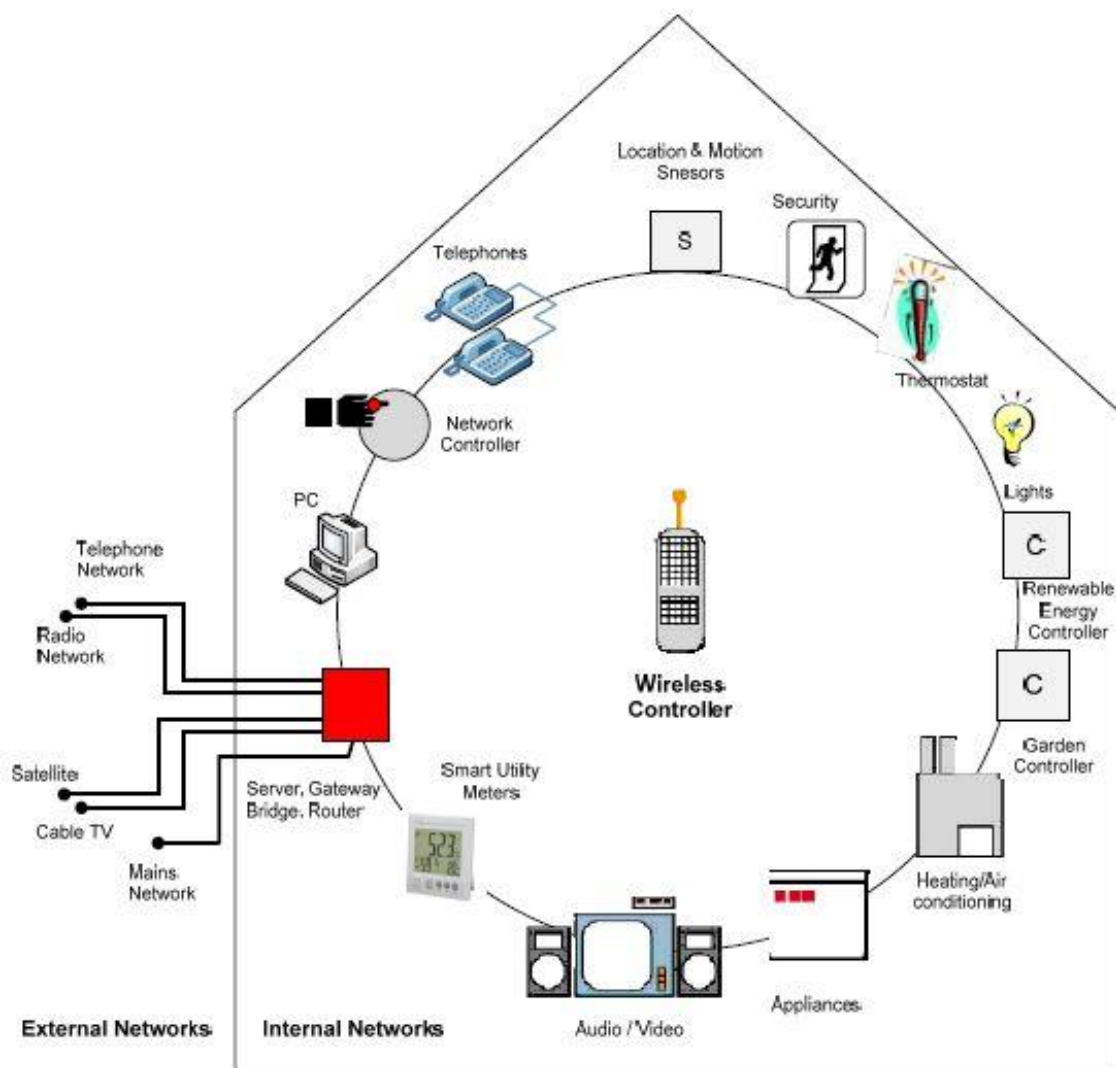 Location & Motion
Snesors
Security
S
Telephones
Thermostat
Network
Controller
PC
Lights
Telephone
Network
C
Renewable
Energy
Controller
Radio
Network
Wireless
Controller
C
Garden
Controller
Satellite
Server, Gateway
Bridge, Router
Smart Utility
Meters
Cable TV
523
Mains
Network
Heating/Air
conditioning
Appliances
External Networks
Internal Networks
Audio / Video